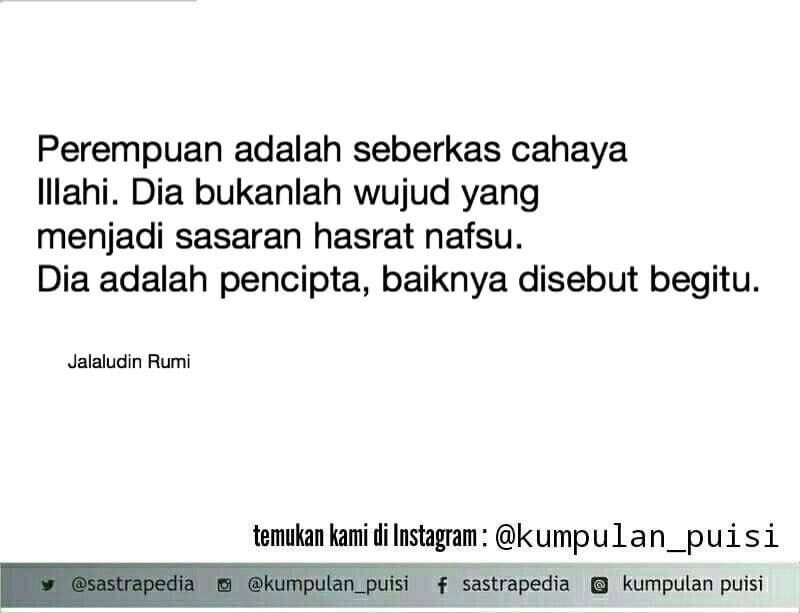 Perempuan adalah seberkas cahaya
Illahi. Dia bukanlah wujud yang
menjadi sasaran hasrat nafsu.
Dia adalah pencipta, baiknya disebut begitu.
Jalaludin Rumi
temukan kami di Instagram : @kumpulan_puisi
@sastrapedia @kumpulan_puisi sastrapedia kumpulan puisi